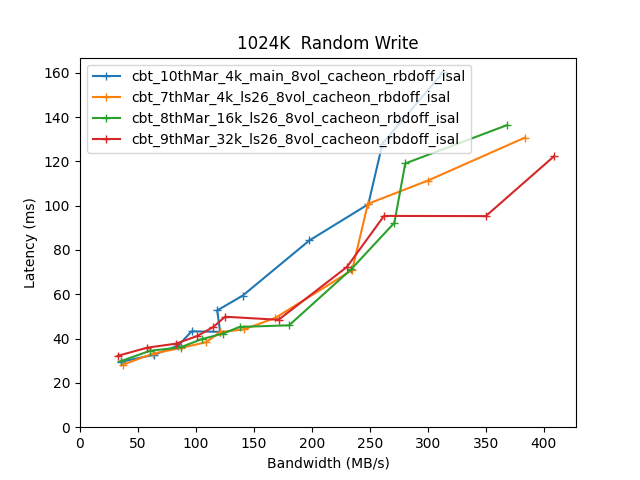 1024K Random Write
cbt_10thMar_4k_main_8vol_cacheon_rbdoff_isal
cbt_7thMar_4k_ls26_8vol_cacheon_rbdoff_isal
cbt_8thMar_16k_ls26_8vol_cacheon_rbdoff_isal
cbt_9thMar_32k_ls26_8vol_cacheon_rbdoff_isal
Latency (ms)
160
140
120
100
80
60
40
20
0
0 50 100 150 200 250 300 350 400
Bandwidth (MB/s)